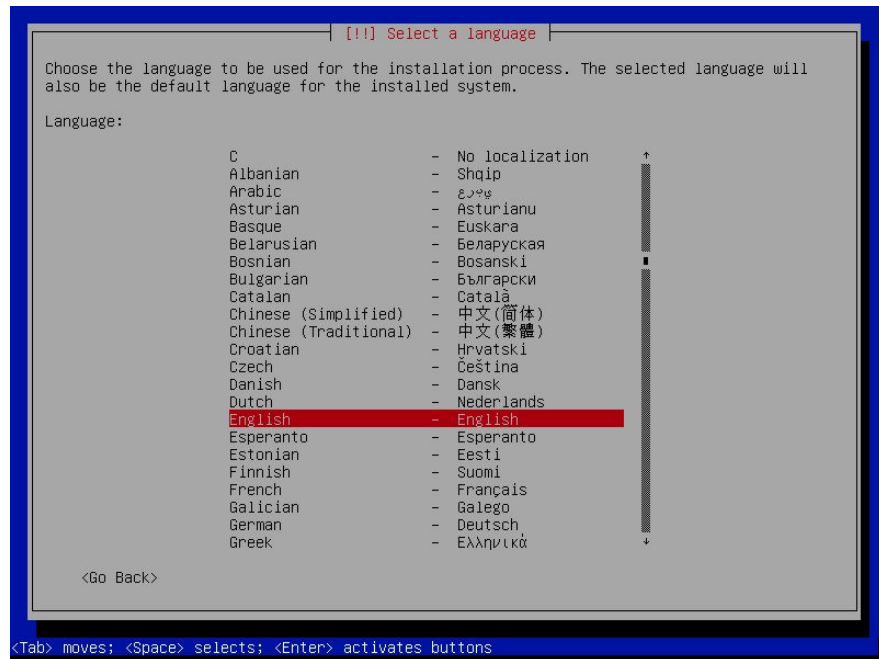 [!!] Select a language
Choose the language to be used for the installation process. The selected language will
also be the default language for the installed system.
Language:
C - No localization
Albanian - Shqip
Arabic - عربي
Asturian - Asturianu
Basque - Euskara
Belarusian - Беларуская
Bosnian - Bosanski
Bulgarian - Български
Catalan - Català
Chinese (Simplified) - 中文(简体)
Chinese (Traditional) - 中文(繁體)
Croatian - Hrvatski
Czech - Čeština
Danish - Dansk
Dutch - Nederlands
English - English
Esperanto - Esperanto
Estonian - Eesti
Finnish - Suomi
French - Français
Galician - Galego
German - Deutsch
Greek - Ελληνικά
<Go Back>
<Tab> moves; <Space> selects; <Enter> activates buttons